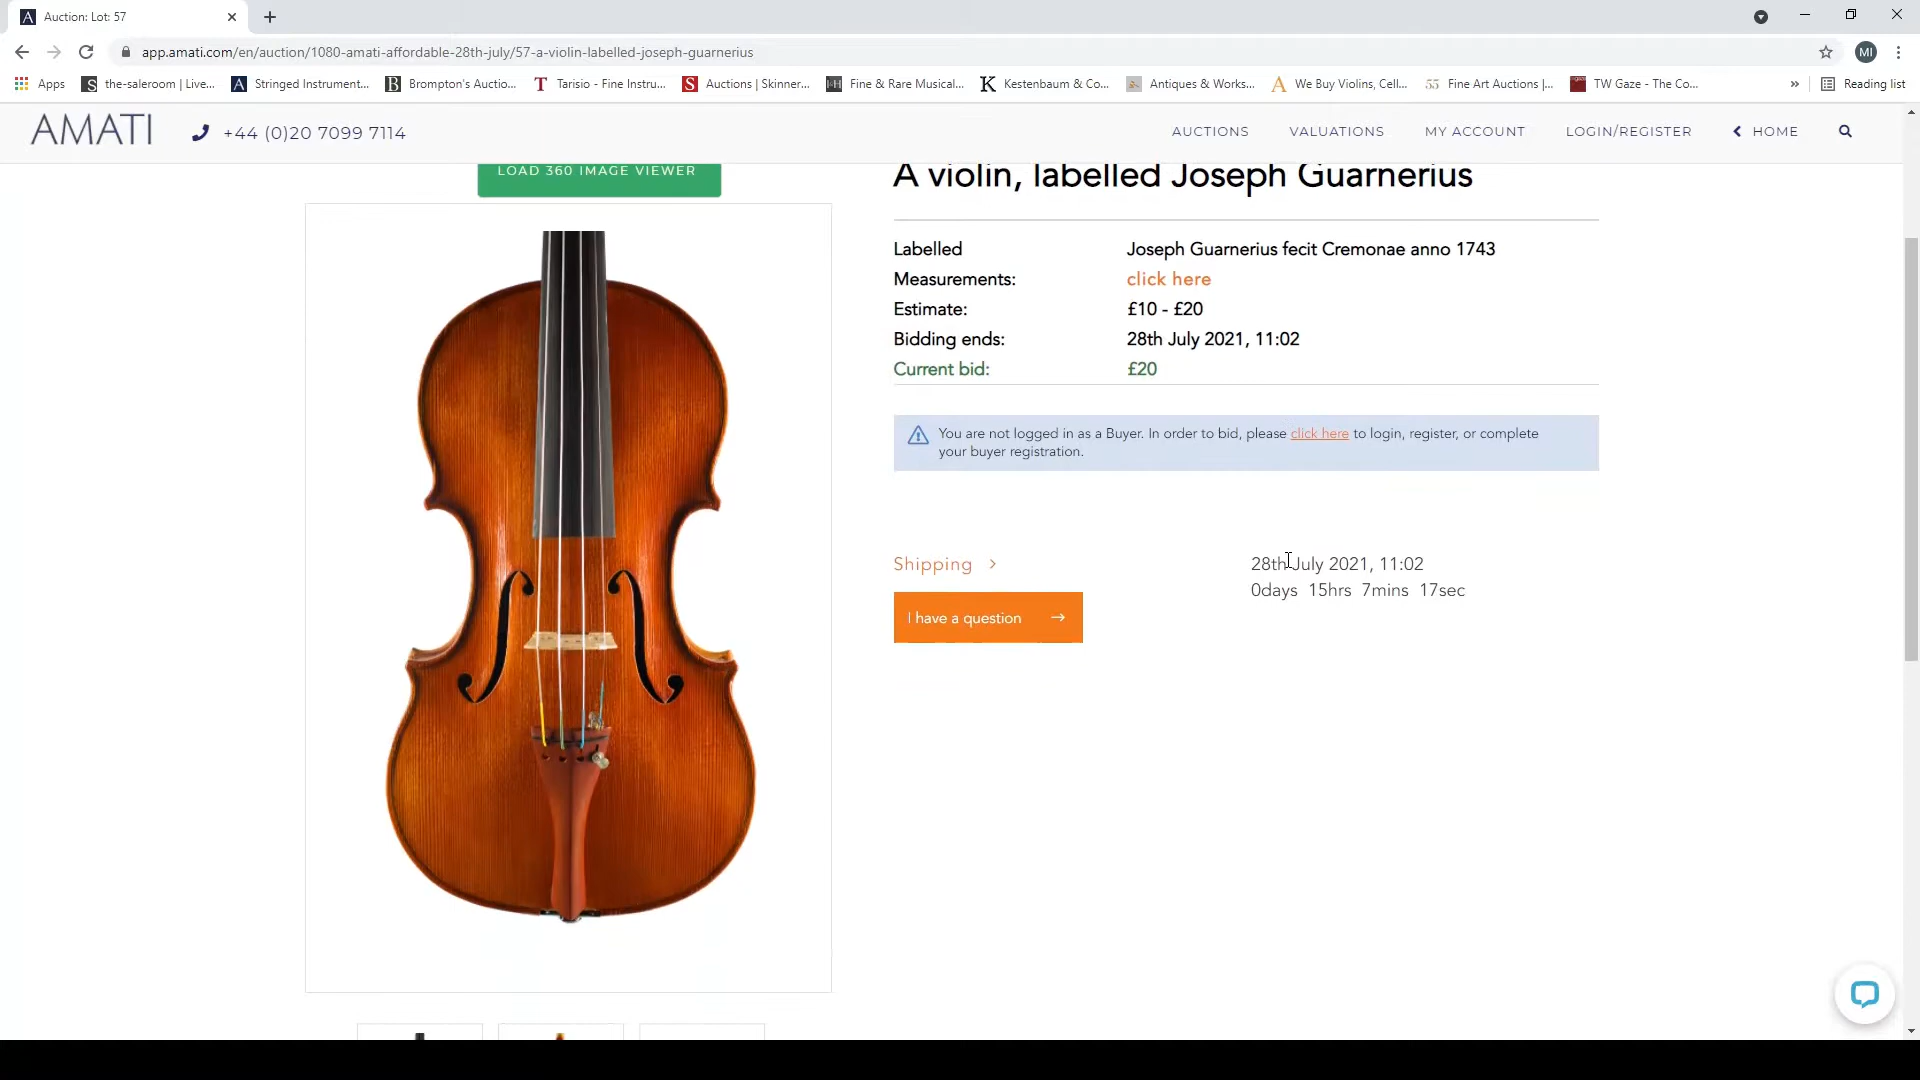 Auction: Lot: 57
app.amati.com/en/auction/1080-amati-affordable-28th-july/57-a-violin-labelled-joseph-guarnerius
MI
Apps
the-saleroom | Live...
Stringed Instrument...
Brompton's Auctio...
Tarisio - Fine Instru...
Auctions | Skinner...
Fine & Rare Musical...
Kestenbaum & Co...
Antiques & Works...
We Buy Violins, Cell...
Fine Art Auctions |...
TW Gaze - The Co...
Reading list
AMATI
+44 (0)20 7099 7114
AUCTIONS
VALUATIONS
MY ACCOUNT
LOGIN/REGISTER
HOME
LOAD 360 IMAGE VIEWER
A violin, labelled Joseph Guarnerius
Labelled Joseph Guarnerius fecit Cremonae anno 1743
Measurements: click here
Estimate: £10 - £20
Bidding ends: 28th July 2021, 11:02
Current bid: £20
You are not logged in as a Buyer. In order to bid, please click here to login, register, or complete
your buyer registration.
Shipping
28th July 2021, 11:02
0days 15hrs 7mins 17sec
I have a question